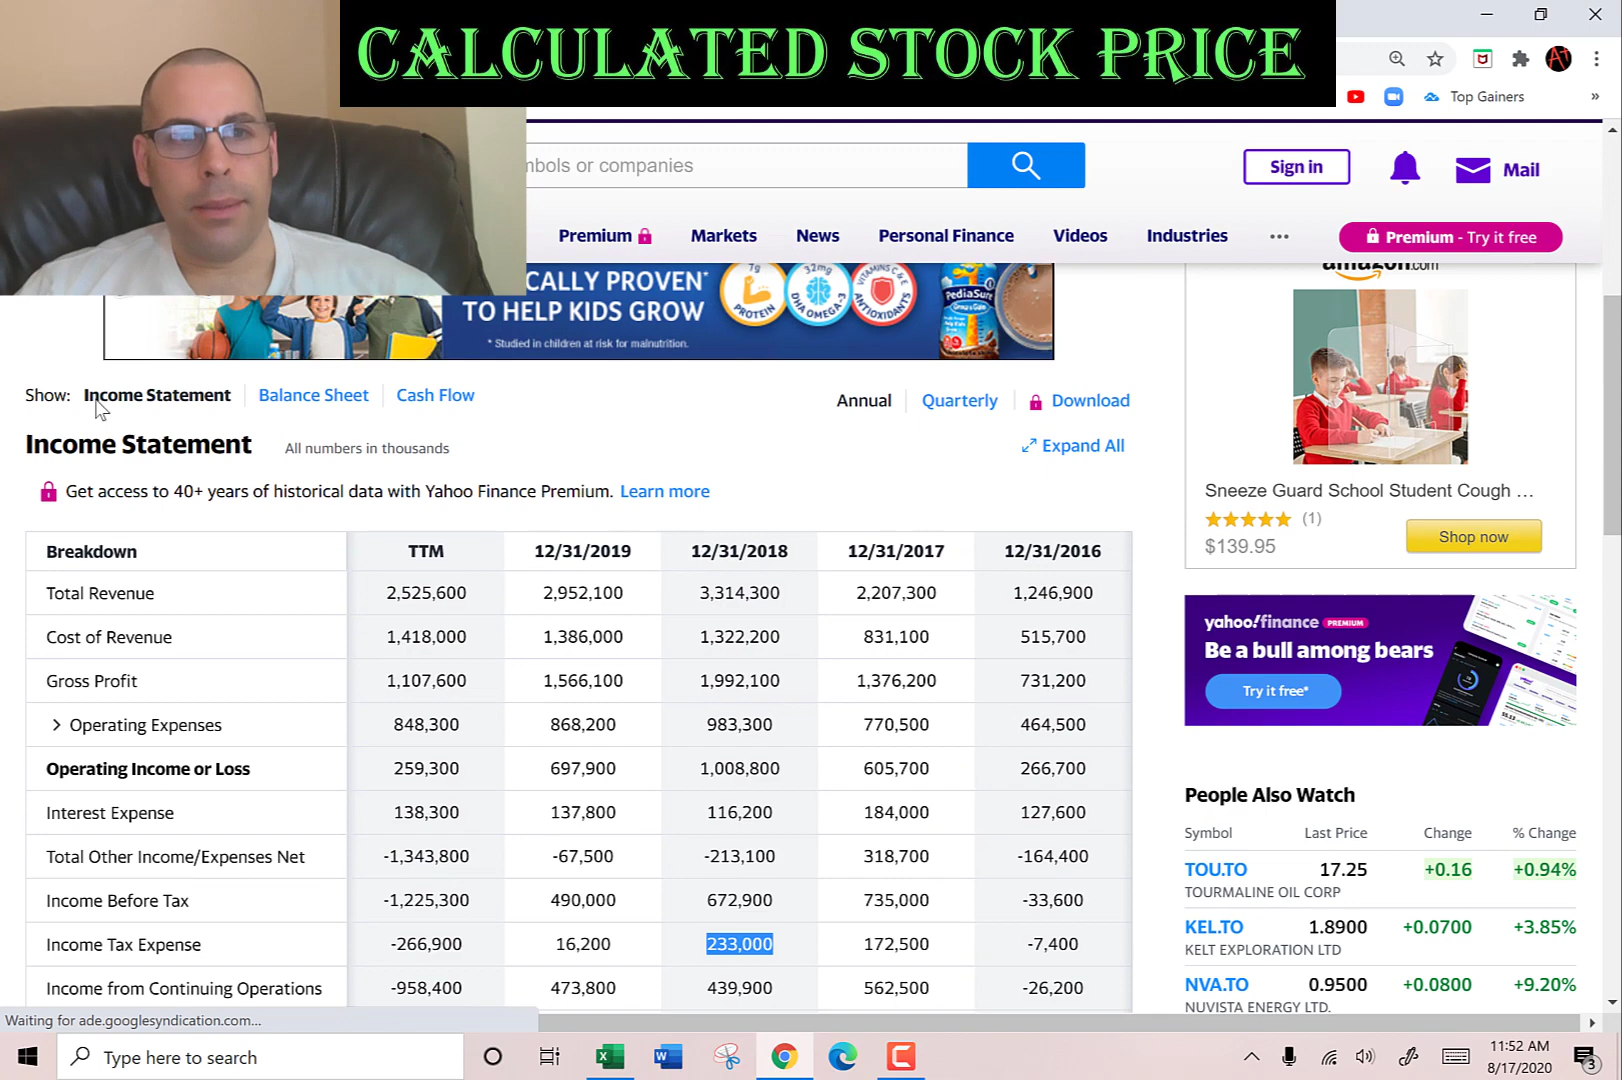 CALCULATED STOCK PRICE
Top Gainers
»
mbols or companies
Sign in
Mail
Premium
Markets
News
Personal Finance
Videos
Industries
Premium - Try it free
ICALLY PROVEN*
TO HELP KIDS GROW
* Studied in children at risk for malnutrition.
7g
PROTEIN
32mg
DHA OMEGA-3
VITAMINS C & E
ANTIOXIDANTS
PediaSure
amazon.com
Sneeze Guard School Student Cough ...
(1)
$139.95
Shop now
Show: Income Statement Balance Sheet Cash Flow
Annual Quarterly Download
Income Statement All numbers in thousands
Expand All
Get access to 40+ years of historical data with Yahoo Finance Premium. Learn more
Breakdown TTM 12/31/2019 12/31/2018 12/31/2017 12/31/2016
Total Revenue 2,525,600 2,952,100 3,314,300 2,207,300 1,246,900
Cost of Revenue 1,418,000 1,386,000 1,322,200 831,100 515,700
Gross Profit 1,107,600 1,566,100 1,992,100 1,376,200 731,200
> Operating Expenses 848,300 868,200 983,300 770,500 464,500
Operating Income or Loss 259,300 697,900 1,008,800 605,700 266,700
Interest Expense 138,300 137,800 116,200 184,000 127,600
Total Other Income/Expenses Net -1,343,800 -67,500 -213,100 318,700 -164,400
Income Before Tax -1,225,300 490,000 672,900 735,000 -33,600
Income Tax Expense -266,900 16,200 233,000 172,500 -7,400
Income from Continuing Operations -958,400 473,800 439,900 562,500 -26,200
yahoo!finance PREMIUM
Be a bull among bears
Try it free*
People Also Watch
Symbol Last Price Change % Change
TOU.TO 17.25 +0.16 +0.94%
TOURMALINE OIL CORP
KEL.TO 1.8900 +0.0700 +3.85%
KELT EXPLORATION LTD
NVA.TO 0.9500 +0.0800 +9.20%
NUVISTA ENERGY LTD.
Waiting for ade.googlesyndication.com...
Type here to search
11:52 AM
8/17/2020
3